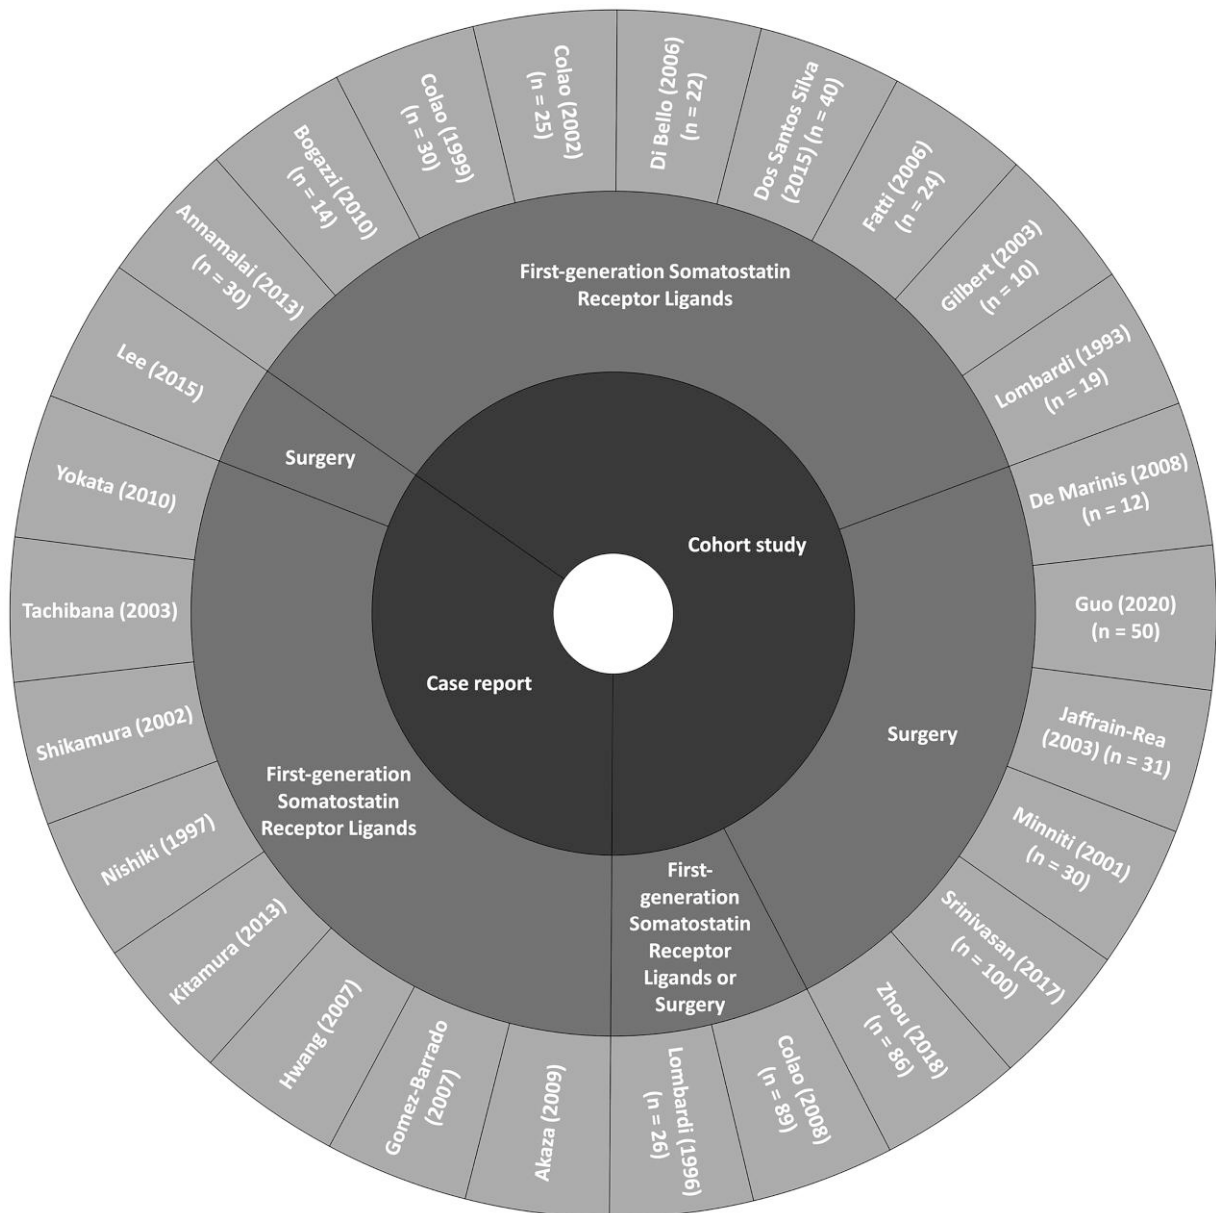 Cohort study
First-generation Somatostatin
Receptor Ligands
Annamalai (2013)
(n = 30)
Bogazzi (2010)
(n = 14)
Colao (1999)
(n = 30)
Colao (2002)
(n = 25)
Di Bello (2006)
(n = 22)
Dos Santos Silva
(2015) (n = 40)
Fatti (2006)
(n = 24)
Gilbert (2003)
(n = 10)
Lombardi (1993)
(n = 19)
Surgery
De Marinis (2008)
(n = 12)
Guo (2020)
(n = 50)
Jaffrain-Rea
(2003) (n = 31)
Minniti (2001)
(n = 30)
Srinivasan (2017)
(n = 100)
Zhou (2018)
(n = 86)
First-
generation
Somatostatin
Receptor
Ligands or
Surgery
Colao (2008)
(n = 89)
Lombardi (1996)
(n = 26)
Case report
First-generation
Somatostatin
Receptor Ligands
Akaza (2009)
Gomez-Barrado
(2007)
Hwang (2007)
Kitamura (2013)
Nishiki (1997)
Shikamura (2002)
Tachibana (2003)
Yokata (2010)
Surgery
Lee (2015)